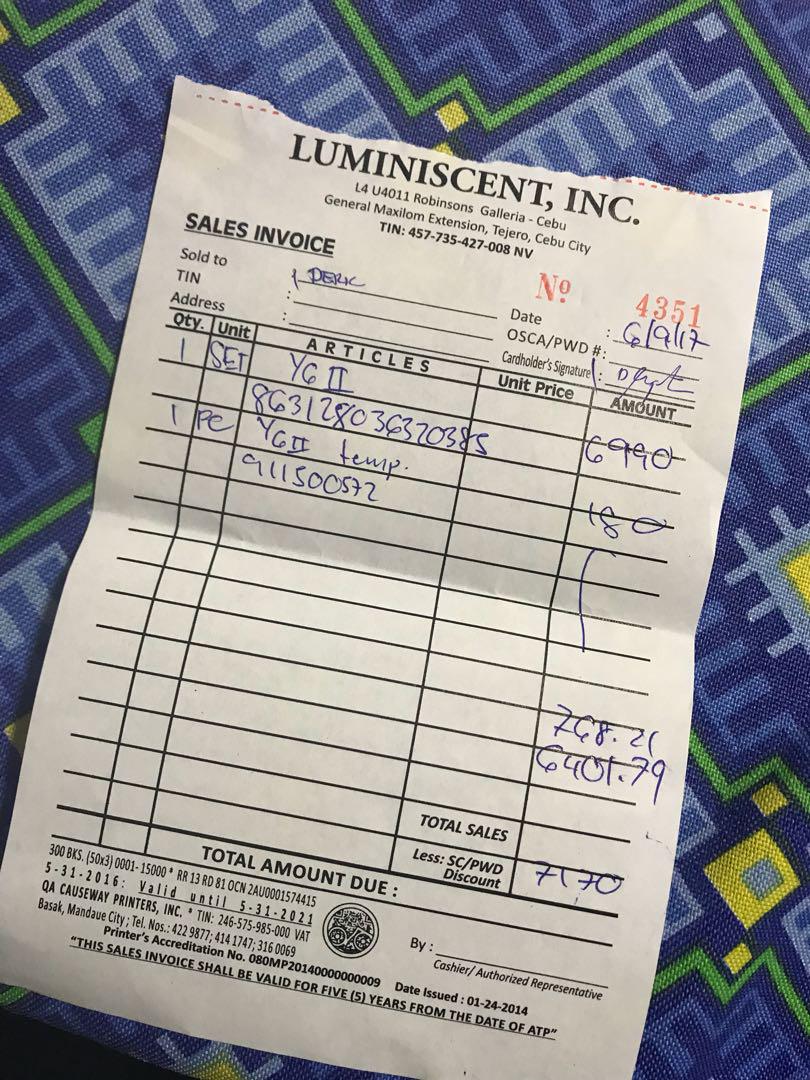 LUMINISCENT, INC.
L4 U4011 Robinsons Galleria - Cebu
General Maxilom Extension, Tejero, Cebu City
TIN: 457-735-427-008 NV
SALES INVOICE
Nº 4351
Sold to : DERIC
Date : 6/9/17
TIN :
OSCA/PWD #:
Address :
Cardholder's Signature :
Qty. Unit ARTICLES Unit Price AMOUNT
1 SET Y6 II 6990
863128036320385
1 PC Y6II temp. 180
911500572
768.21
6401.79
TOTAL SALES
Less: SC/PWD Discount
TOTAL AMOUNT DUE : 7170
300 BKS. (50x3) 0001-15000 * RR 13 RD 81 OCN 2AU0001574415
5-31-2016: Valid until 5-31-2021
QA CAUSEWAY PRINTERS, INC. * TIN: 246-575-985-000 VAT
Basak, Mandaue City ; Tel. Nos.: 422 9877; 414 1747; 316 0069
Printer's Accreditation No. 080MP20140000000009 Date Issued : 01-24-2014
"THIS SALES INVOICE SHALL BE VALID FOR FIVE (5) YEARS FROM THE DATE OF ATP"
By :
Cashier/ Authorized Representative